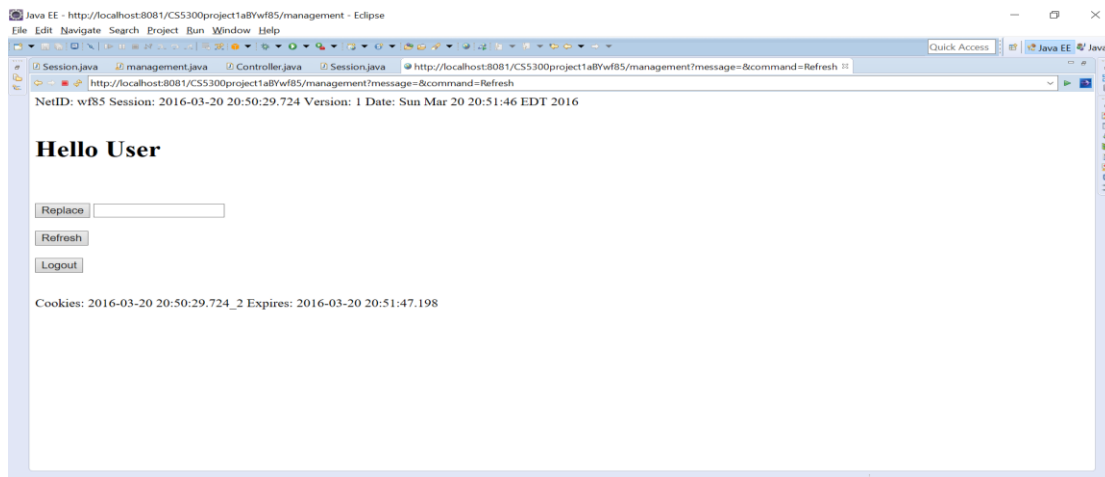 Java EE - http://localhost:8081/CS5300project1aBYwf85/management - Eclipse
File Edit Navigate Search Project Run Window Help
Quick Access Java EE Java
Session.java management.java Controller.java Session.java http://localhost:8081/CS5300project1aBYwf85/management?message=&command=Refresh
http://localhost:8081/CS5300project1aBYwf85/management?message=&command=Refresh
NetID: wf85 Session: 2016-03-20 20:50:29.724 Version: 1 Date: Sun Mar 20 20:51:46 EDT 2016
Hello User
Replace
Refresh
Logout
Cookies: 2016-03-20 20:50:29.724_2 Expires: 2016-03-20 20:51:47.198